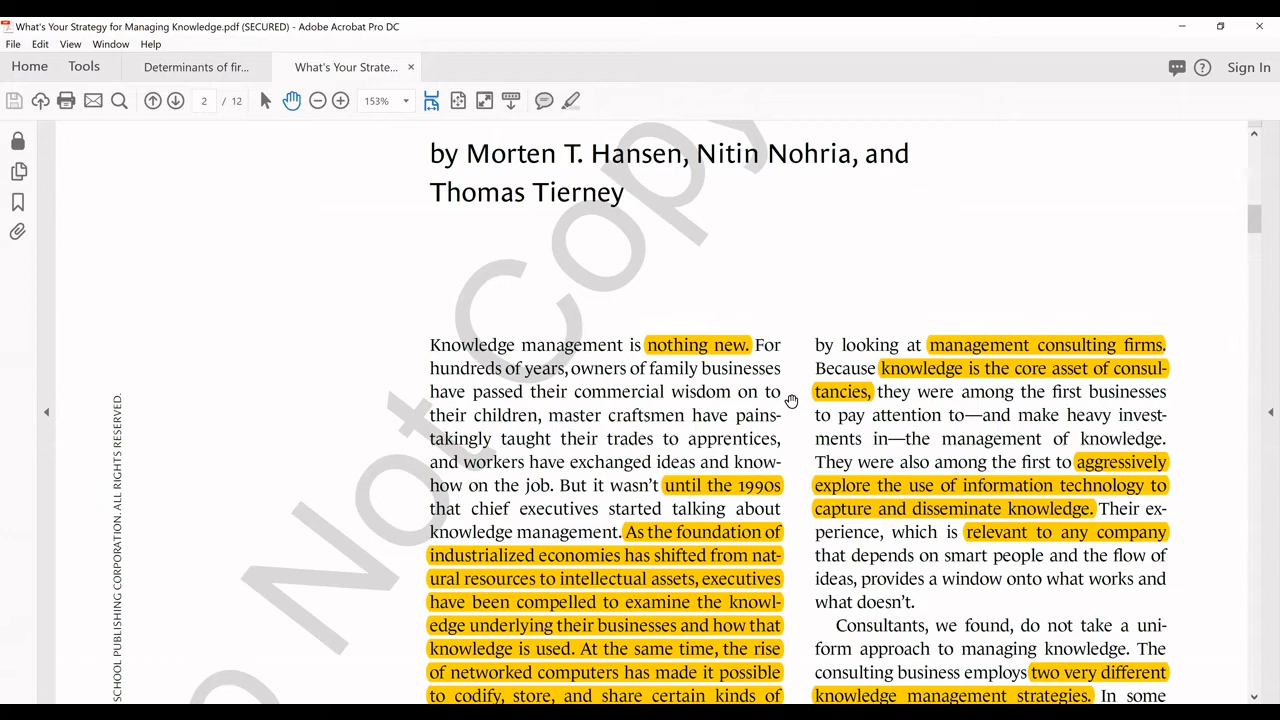 What's Your Strategy for Managing Knowledge.pdf (SECURED) - Adobe Acrobat Pro DC
File Edit View Window Help
Home Tools Determinants of fir... What's Your Strate... × Sign In
2 / 12 153%
by Morten T. Hansen, Nitin Nohria, and
Thomas Tierney
Do Not Copy
SCHOOL PUBLISHING CORPORATION. ALL RIGHTS RESERVED.
Knowledge management is nothing new. For
hundreds of years, owners of family businesses
have passed their commercial wisdom on to
their children, master craftsmen have pains-
takingly taught their trades to apprentices,
and workers have exchanged ideas and know-
how on the job. But it wasn't until the 1990s
that chief executives started talking about
knowledge management. As the foundation of
industrialized economies has shifted from nat-
ural resources to intellectual assets, executives
have been compelled to examine the knowl-
edge underlying their businesses and how that
knowledge is used. At the same time, the rise
of networked computers has made it possible
to codify, store, and share certain kinds of
by looking at management consulting firms.
Because knowledge is the core asset of consul-
tancies, they were among the first businesses
to pay attention to—and make heavy invest-
ments in—the management of knowledge.
They were also among the first to aggressively
explore the use of information technology to
capture and disseminate knowledge. Their ex-
perience, which is relevant to any company
that depends on smart people and the flow of
ideas, provides a window onto what works and
what doesn't.
Consultants, we found, do not take a uni-
form approach to managing knowledge. The
consulting business employs two very different
knowledge management strategies. In some